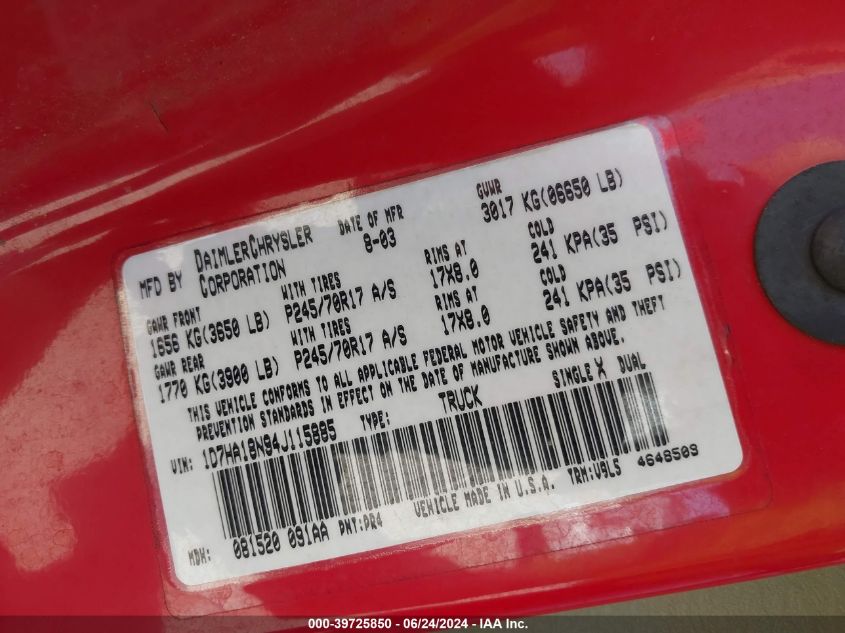 MFD BY DAIMLERCHRYSLER CORPORATION DATE OF MFR 8-03 GVWR 3017 KG(06650 LB)
GAWR FRONT WITH TIRES RIMS AT COLD
1656 KG(3650 LB) P245/70R17 A/S 17X8.0 241 KPA(35 PSI)
GAWR REAR WITH TIRES RIMS AT COLD
1770 KG(3900 LB) P245/70R17 A/S 17X8.0 241 KPA(35 PSI)
THIS VEHICLE CONFORMS TO ALL APPLICABLE FEDERAL MOTOR VEHICLE SAFETY AND THEFT
PREVENTION STANDARDS IN EFFECT ON THE DATE OF MANUFACTURE SHOWN ABOVE.
VIN: 1D7HA18N94J115895 TYPE: TRUCK SINGLE X DUAL
MDH: 081520 091AA PNT:PR4 VEHICLE MADE IN U.S.A. TRM:V9LS 4648509
000-39725850 / 06/24/2024 - IAA Inc.